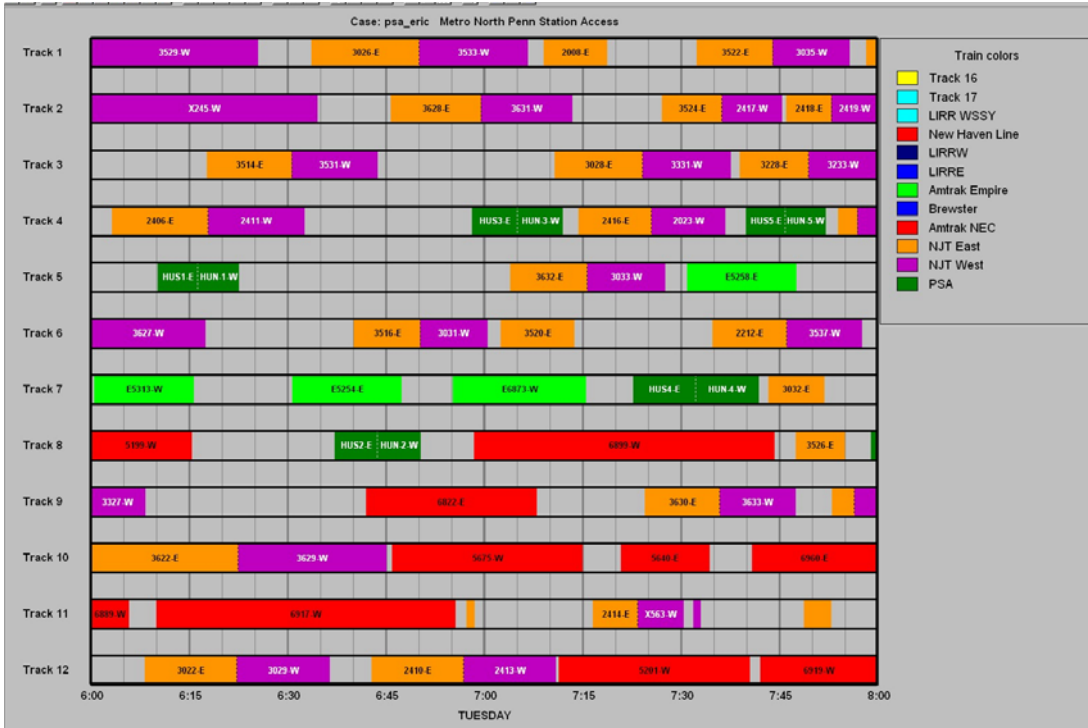 Case: psa_eric Metro North Penn Station Access
Track 1 3529-W 3026-E 3533-W 2008-E 3522-E 3035-W
Track 2 X245-W 3628-E 3631-W 3524-E 2417-W 2418-E 2419-W
Track 3 3514-E 3531-W 3028-E 3331-W 3228-E 3233-W
Track 4 2406-E 2411-W HUS3-E HUN-3-W 2416-E 2023-W HUS5-E HUN-5-W
Track 5 HUS1-E HUN-1-W 3632-E 3033-W E5258-E
Track 6 3627-W 3516-E 3031-W 3520-E 2212-E 3537-W
Track 7 E5313-W E5254-E E6873-W HUS4-E HUN-4-W 3032-E
Track 8 5199-W HUS2-E HUN-2-W 6899-W 3526-E
Track 9 3327-W 6822-E 3630-E 3633-W
Track 10 3622-E 3629-W 5675-W 5640-E 6960-E
Track 11 6889-W 6917-W 2414-E X563-W
Track 12 3022-E 3029-W 2410-E 2413-W 5201-W 6919-W
6:00 6:15 6:30 6:45 7:00 7:15 7:30 7:45 8:00
TUESDAY
Train colors
Track 16
Track 17
LIRR WSSY
New Haven Line
LIRRW
LIRRE
Amtrak Empire
Brewster
Amtrak NEC
NJT East
NJT West
PSA